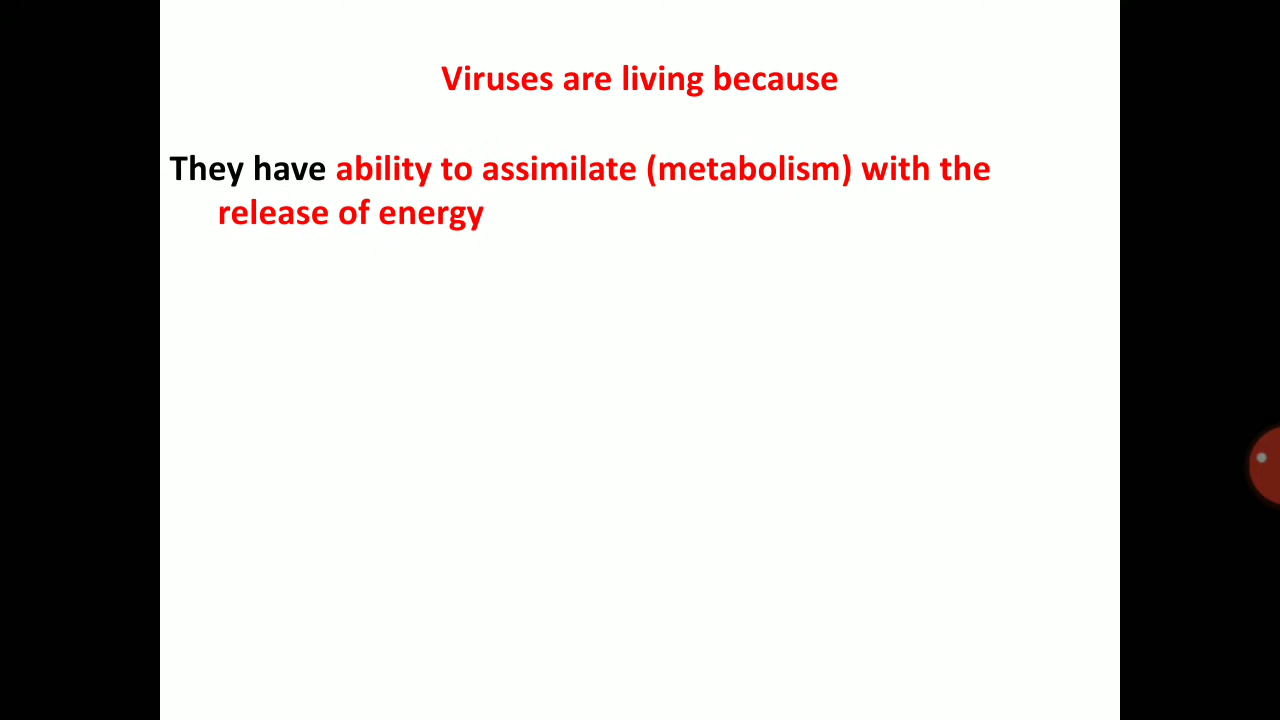 Viruses are living because
They have ability to assimilate (metabolism) with the
release of energy